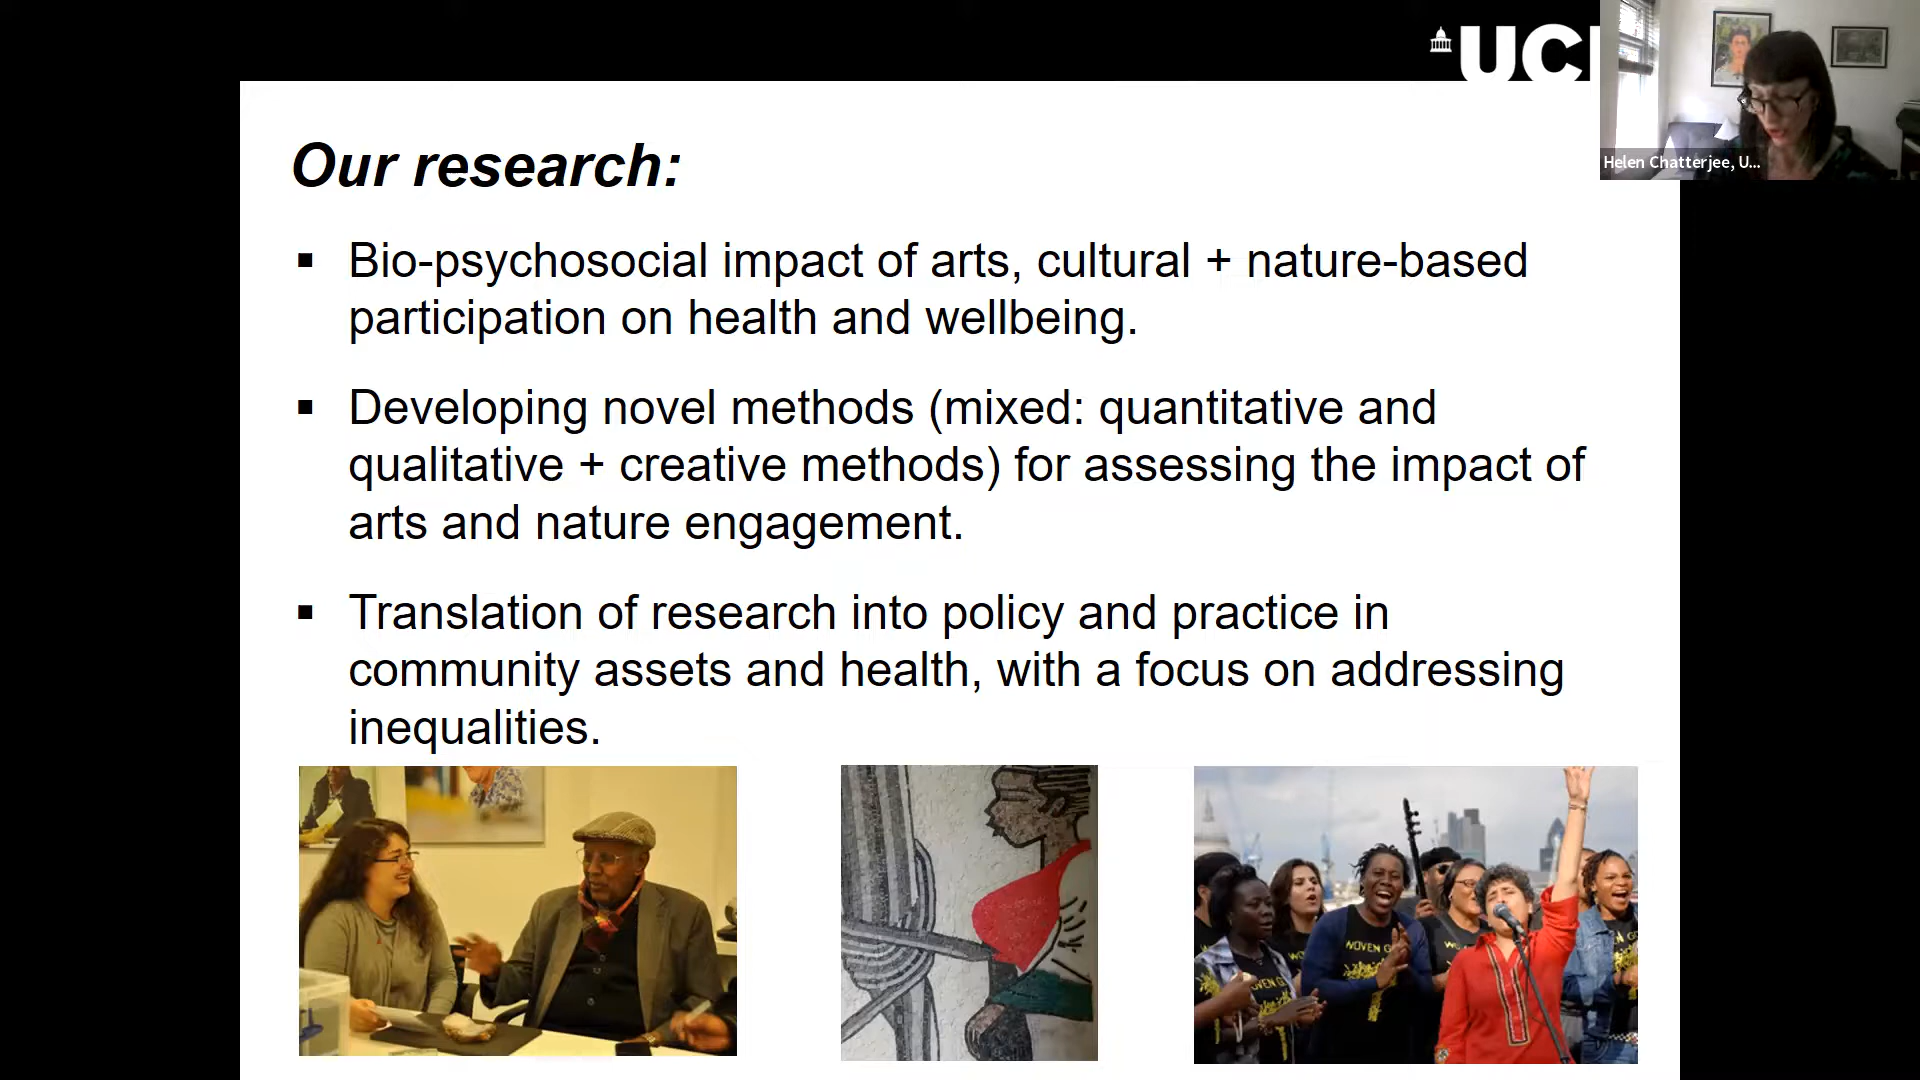 UCL
Helen Chatterjee, U...
Our research:
▪ Bio-psychosocial impact of arts, cultural + nature-based
participation on health and wellbeing.
▪ Developing novel methods (mixed: quantitative and
qualitative + creative methods) for assessing the impact of
arts and nature engagement.
▪ Translation of research into policy and practice in
community assets and health, with a focus on addressing
inequalities.
WOVEN GO